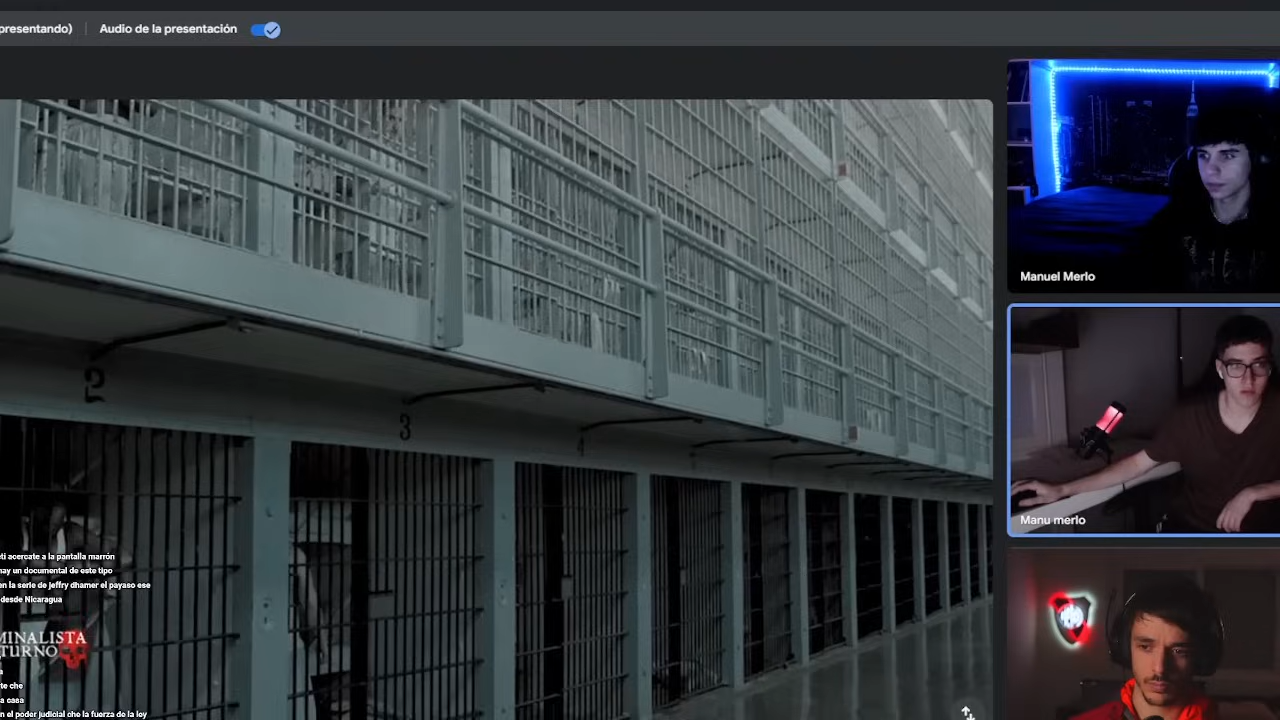 presentando)
Audio de la presentación
Manuel Merlo
2
3
4
Manu merlo
ti acercate a la pantalla marrón
hay un documental de este tipo
en la serie de jeffry dhamer el payaso ese
desde Nicaragua
MINALISTA
TURNO
a
te che
a casa
n el poder judicial che la fuerza de la ley